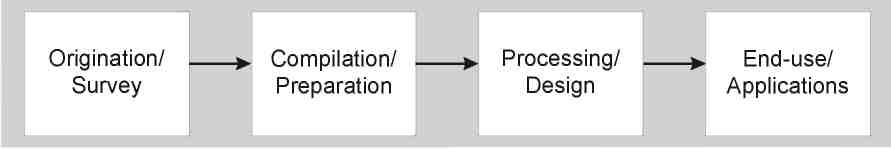 Origination/
Survey
Compilation/
Preparation
Processing/
Design
End-use/
Applications